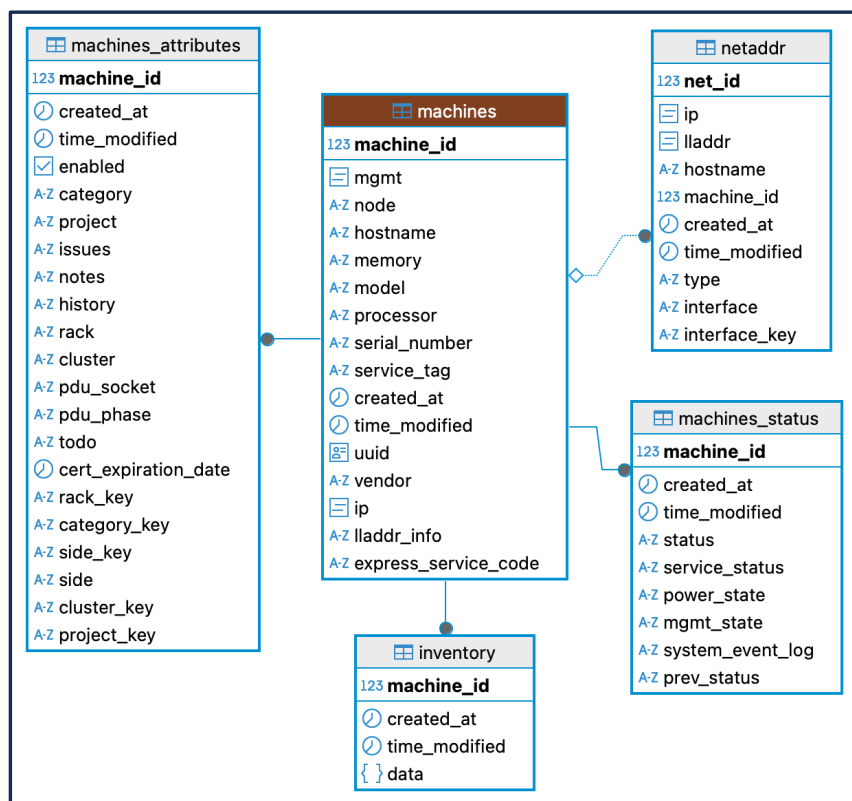 machines_attributes
123 machine_id
created_at
time_modified
enabled
A-Z category
A-Z project
A-Z issues
A-Z notes
A-Z history
A-Z rack
A-Z cluster
A-Z pdu_socket
A-Z pdu_phase
A-Z todo
cert_expiration_date
A-Z rack_key
A-Z category_key
A-Z side_key
A-Z side
A-Z cluster_key
A-Z project_key
machines
123 machine_id
mgmt
A-Z node
A-Z hostname
A-Z memory
A-Z model
A-Z processor
A-Z serial_number
A-Z service_tag
created_at
time_modified
uuid
A-Z vendor
ip
A-Z lladdr_info
A-Z express_service_code
inventory
123 machine_id
created_at
time_modified
{ } data
netaddr
123 net_id
ip
lladdr
A-Z hostname
123 machine_id
created_at
time_modified
A-Z type
A-Z interface
A-Z interface_key
machines_status
123 machine_id
created_at
time_modified
A-Z status
A-Z service_status
A-Z power_state
A-Z mgmt_state
A-Z system_event_log
A-Z prev_status